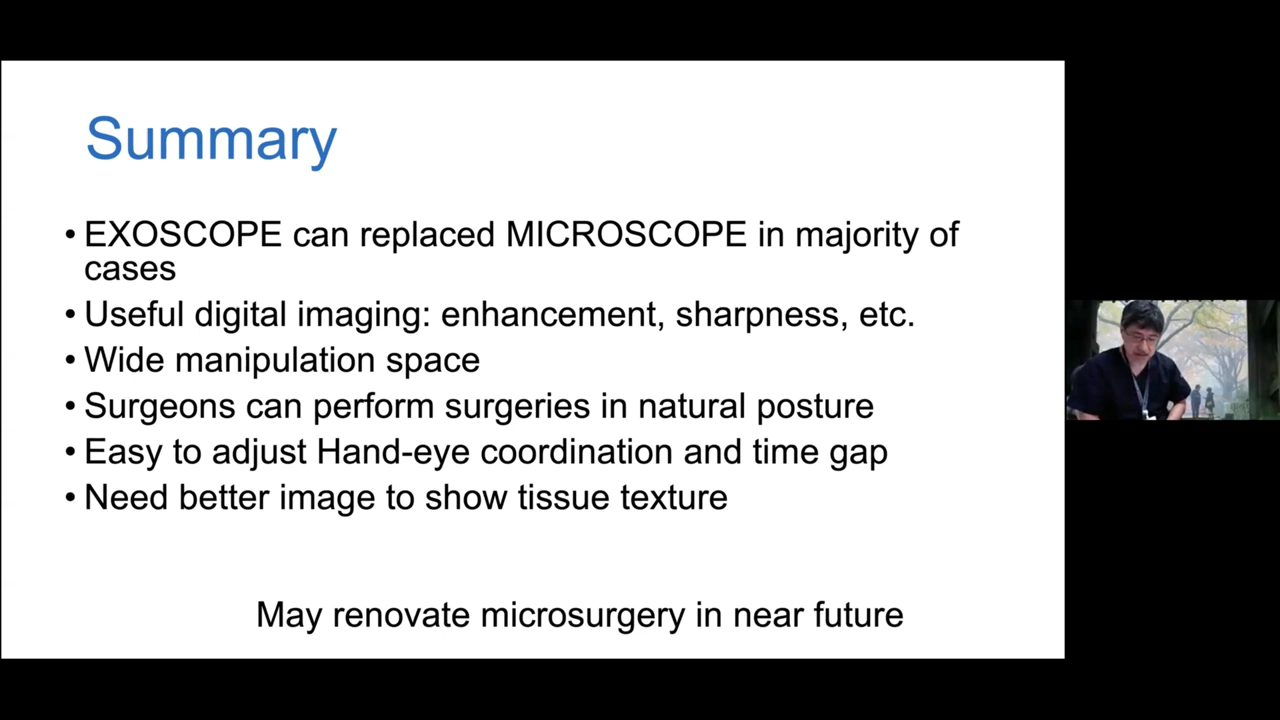 Summary
• EXOSCOPE can replaced MICROSCOPE in majority of
cases
• Useful digital imaging: enhancement, sharpness, etc.
• Wide manipulation space
• Surgeons can perform surgeries in natural posture
• Easy to adjust Hand-eye coordination and time gap
• Need better image to show tissue texture
May renovate microsurgery in near future